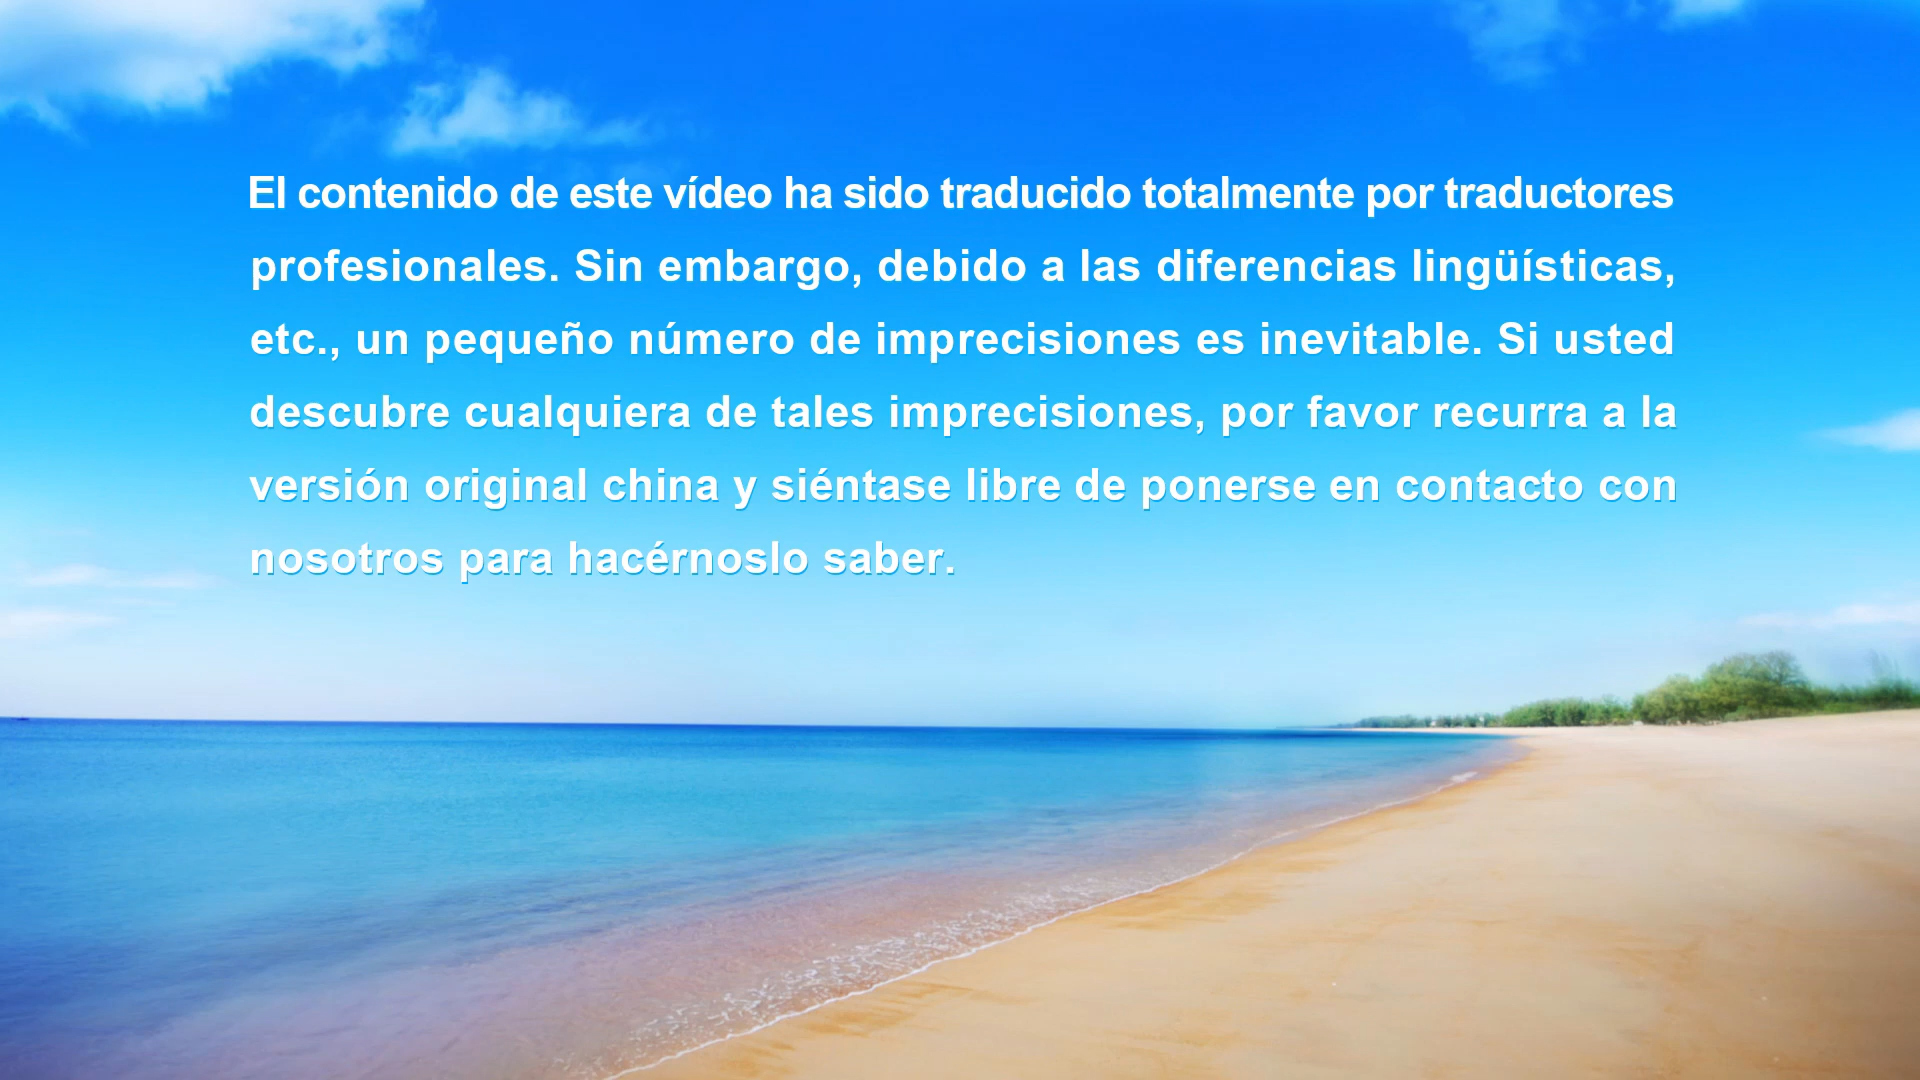 El contenido de este vídeo ha sido traducido totalmente por traductores
profesionales. Sin embargo, debido a las diferencias lingüísticas,
etc., un pequeño número de imprecisiones es inevitable. Si usted
descubre cualquiera de tales imprecisiones, por favor recurra a la
versión original china y siéntase libre de ponerse en contacto con
nosotros para hacérnoslo saber.